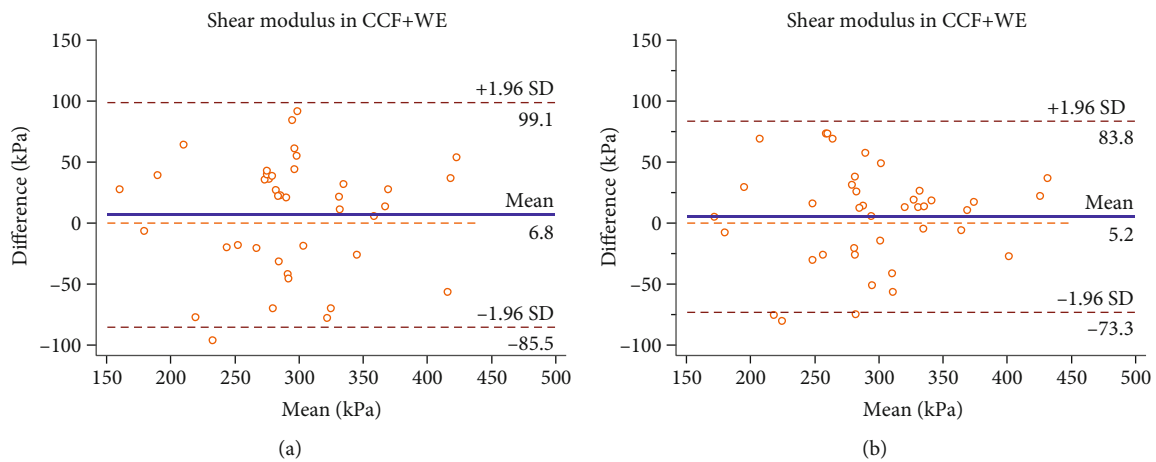 Shear modulus in CCF+WE
150
100
50
0
–50
–100
Difference (kPa)
+1.96 SD
99.1
Mean
6.8
–1.96 SD
–85.5
150
200
250
300
350
400
450
500
Mean (kPa)
(a)
Shear modulus in CCF+WE
150
100
50
0
–50
–100
Difference (kPa)
+1.96 SD
83.8
Mean
5.2
–1.96 SD
–73.3
150
200
250
300
350
400
450
500
Mean (kPa)
(b)